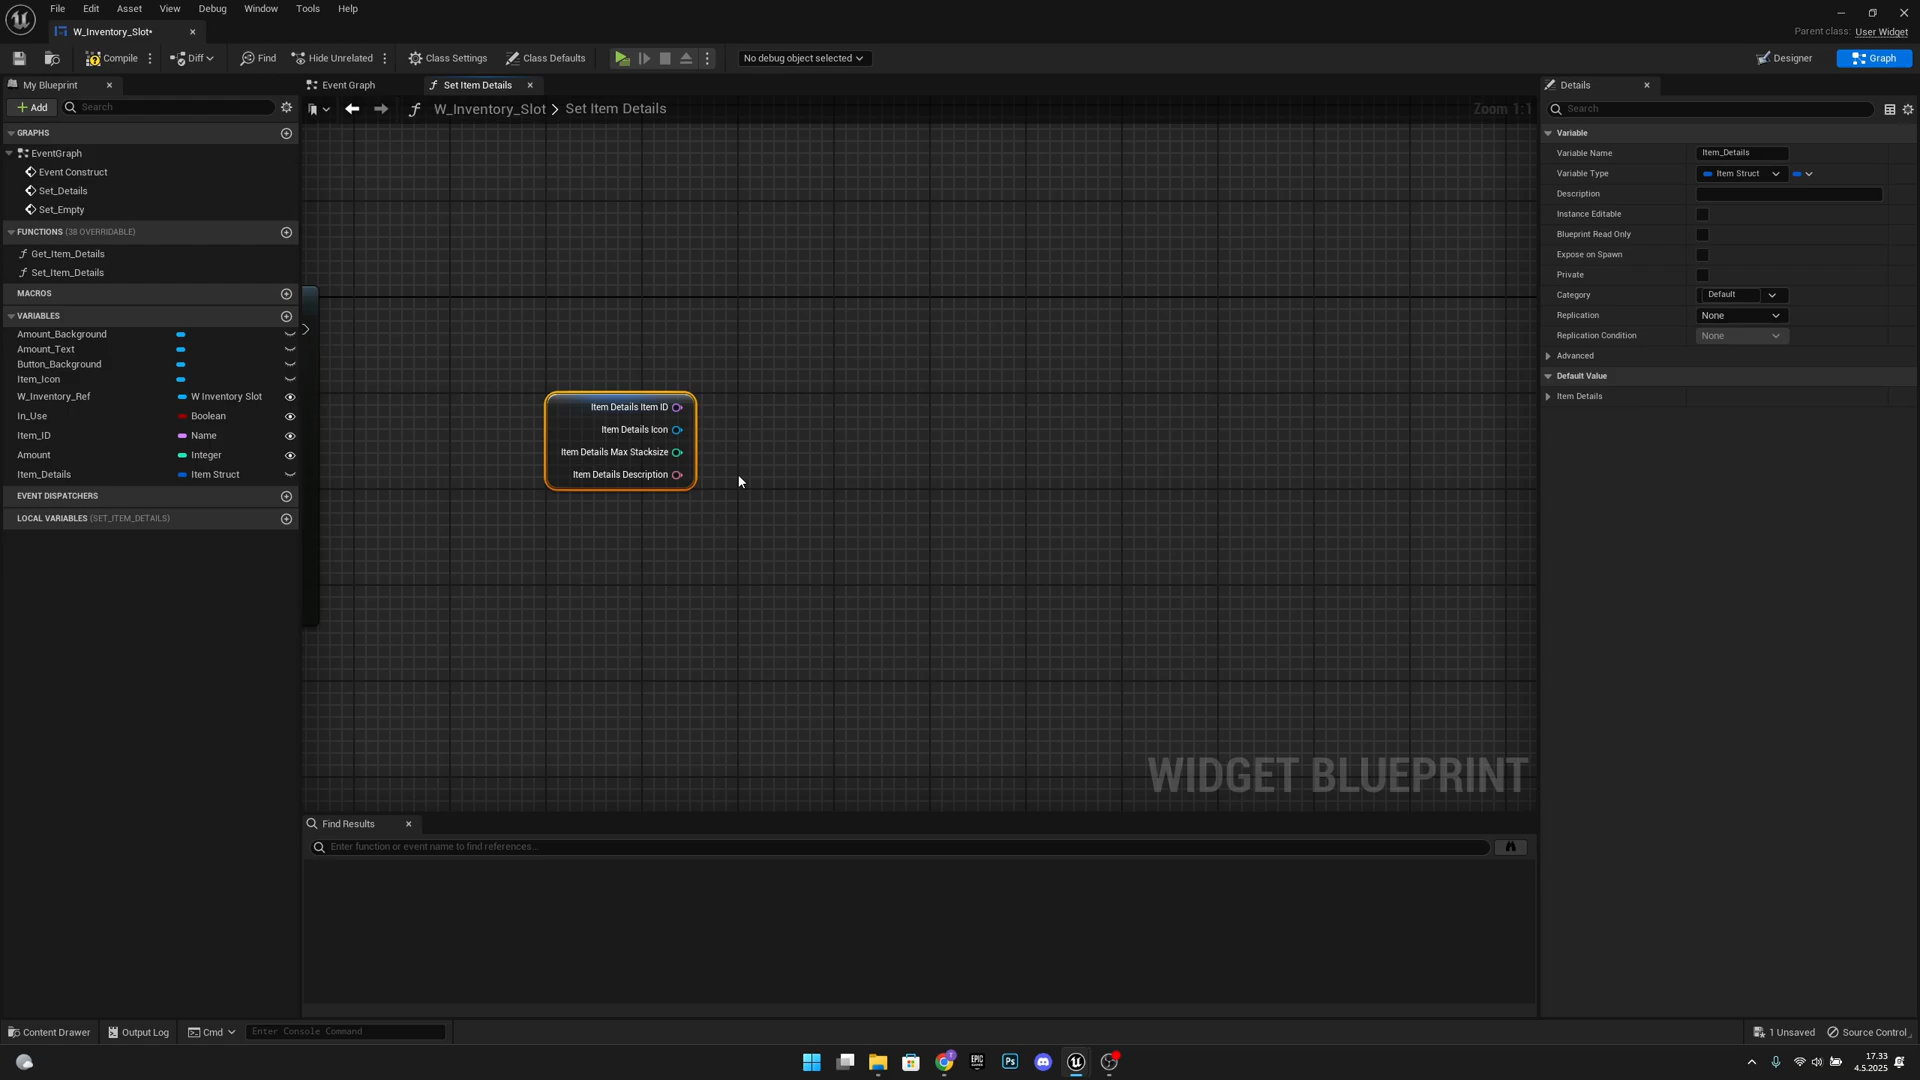 File Edit Asset View Debug Window Tools Help
W_Inventory_Slot•
Parent class: User Widget
Compile Diff Find Hide Unrelated Class Settings Class Defaults No debug object selected Designer Graph
My Blueprint
Event Graph Set Item Details
Details
Add Search
W_Inventory_Slot > Set Item Details Zoom 1:1
Search
GRAPHS
EventGraph
Event Construct
Set_Details
Set_Empty
FUNCTIONS (38 OVERRIDABLE)
Get_Item_Details
Set_Item_Details
MACROS
VARIABLES
Amount_Background
Amount_Text
Button_Background
Item_Icon
W_Inventory_Ref W Inventory Slot
In_Use Boolean
Item_ID Name
Amount Integer
Item_Details Item Struct
EVENT DISPATCHERS
LOCAL VARIABLES (SET_ITEM_DETAILS)
Item Details Item ID
Item Details Icon
Item Details Max Stacksize
Item Details Description
WIDGET BLUEPRINT
Find Results
Enter function or event name to find references...
Variable
Variable Name Item_Details
Variable Type Item Struct
Description
Instance Editable
Blueprint Read Only
Expose on Spawn
Private
Category Default
Replication None
Replication Condition None
Advanced
Default Value
Item Details
Content Drawer Output Log Cmd Enter Console Command 1 Unsaved Source Control
Ps
17.33
4.5.2025